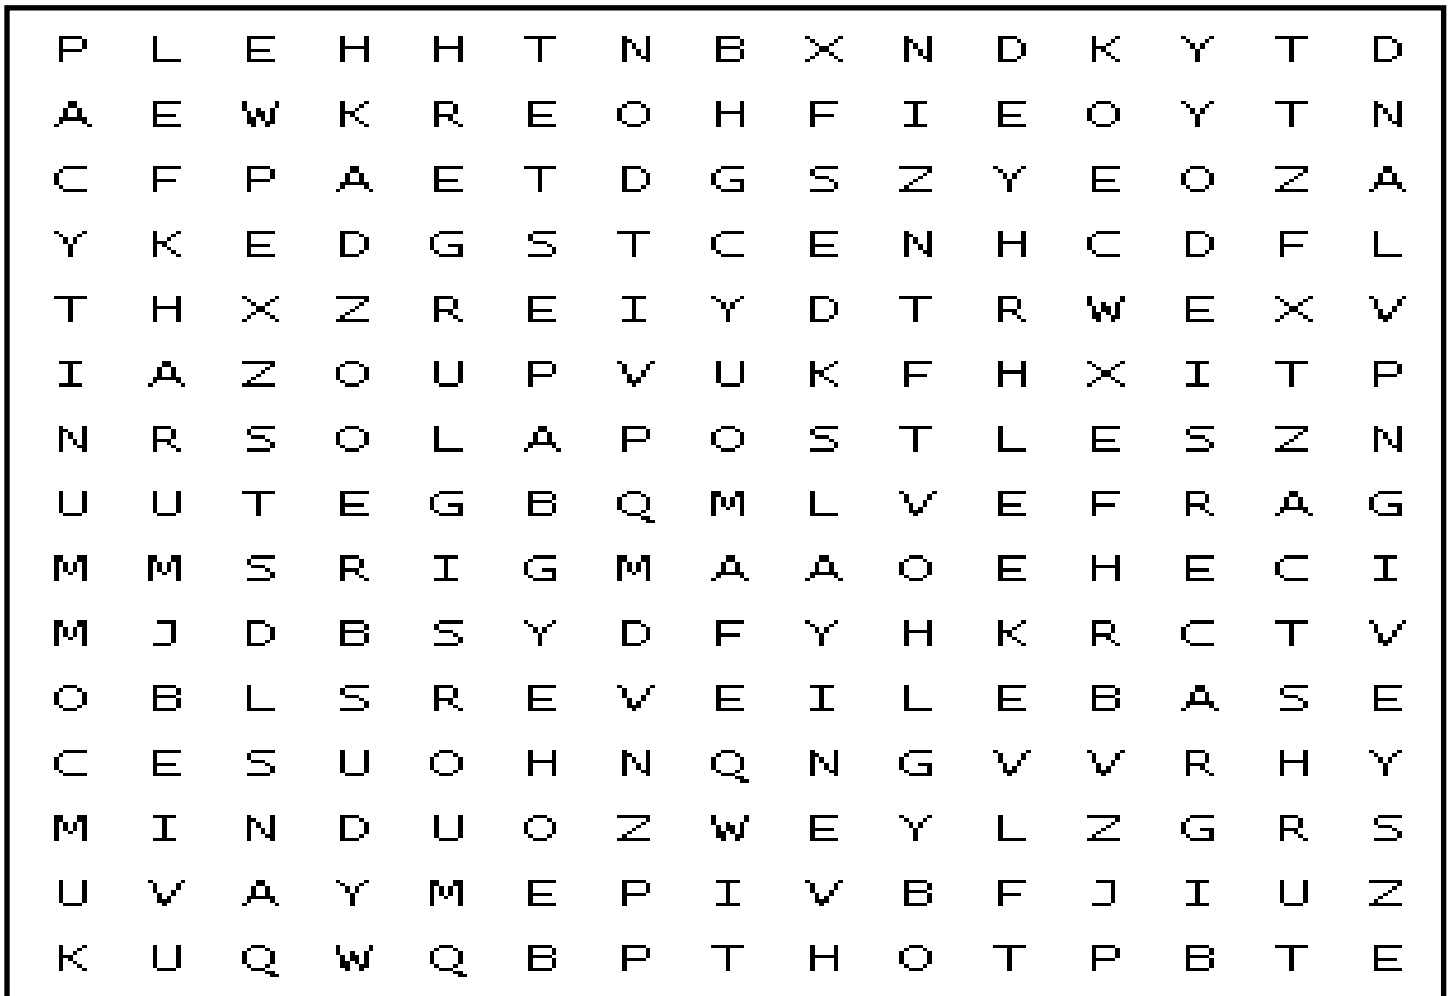 P L E H H T N B X N D K Y T D
A E W K R E O H F I E O Y T N
C F P A E T D G S Z Y E O Z A
Y K E D G S T C E N H C D F L
T H X Z R E I Y D T R W E X V
I A Z O U P V U K F H X I T P
N R S O L A P O S T L E S Z N
U U T E G B Q M L V E F R A G
M M S R I G M A A O E H E C I
M J D B S Y D F Y H K R C T V
O B L S R E V E I L E B A S E
C E S U O H N Q N G V V R H Y
M I N D U O Z W E Y L Z G R S
U V A Y M E P I V B F J I U Z
K U Q W Q B P T H O T P B T E